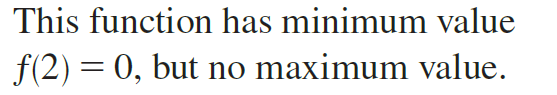 This function has minimum value
f(2) = 0, but no maximum value.